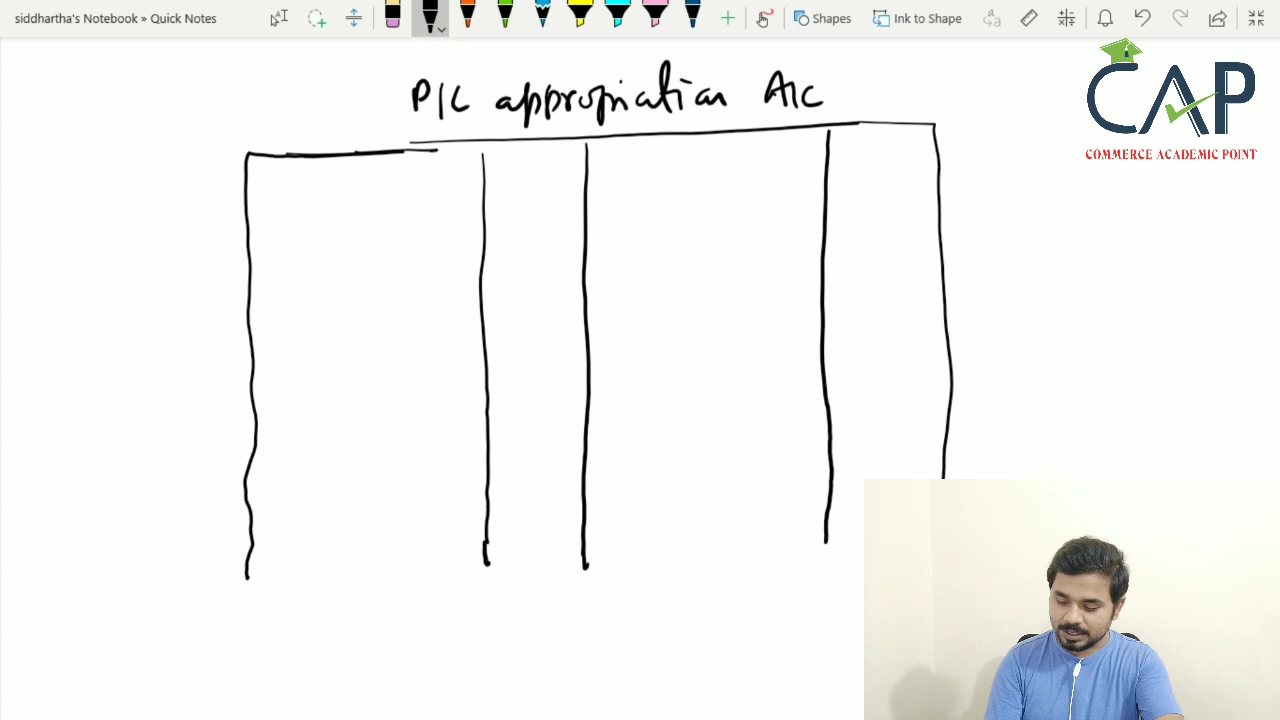 siddhartha's Notebook » Quick Notes
Shapes
Ink to Shape
P/L appropriation A/C
CAP
COMMERCE ACADEMIC POINT